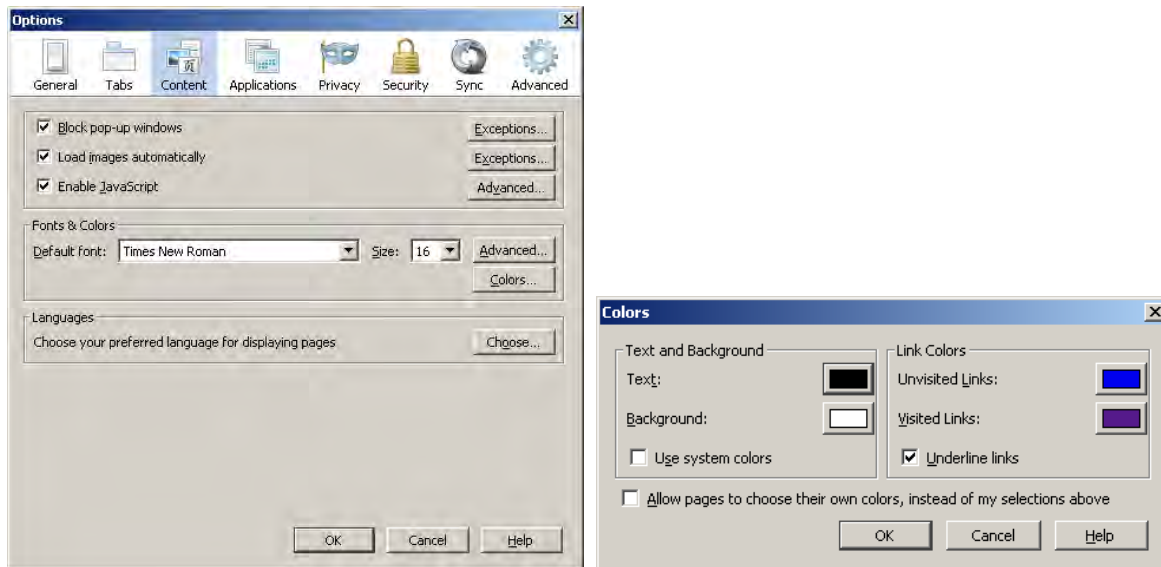 Options
General Tabs Content Applications Privacy Security Sync Advanced
Block pop-up windows Exceptions...
Load images automatically Exceptions...
Enable JavaScript Advanced...
Fonts & Colors
Default font: Times New Roman Size: 16 Advanced...
Colors...
Languages
Choose your preferred language for displaying pages Choose...
OK Cancel Help
Colors
Text and Background
Text:
Background:
Use system colors
Link Colors
Unvisited Links:
Visited Links:
Underline links
Allow pages to choose their own colors, instead of my selections above
OK Cancel Help